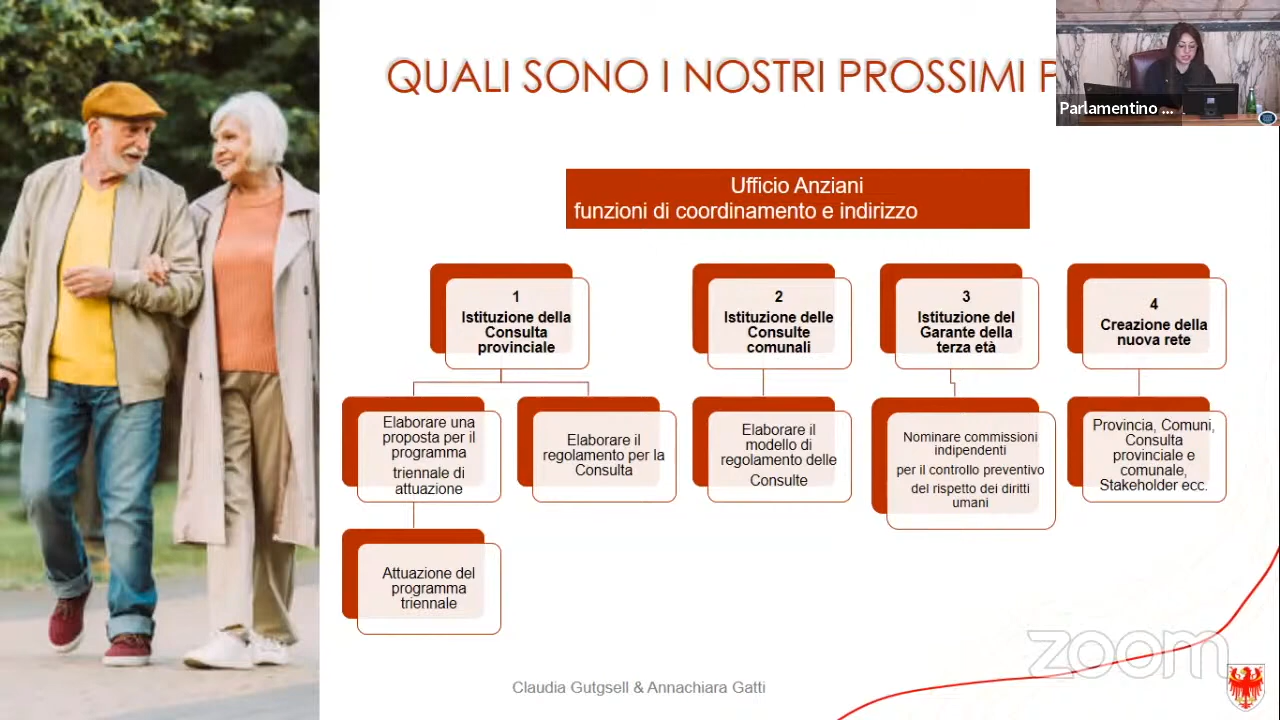 QUALI SONO I NOSTRI PROSSIMI P
Parlamentino ...
Ufficio Anziani
funzioni di coordinamento e indirizzo
1
Istituzione della
Consulta
provinciale
2
Istituzione delle
Consulte
comunali
3
Istituzione del
Garante della
terza età
4
Creazione della
nuova rete
Elaborare una
proposta per il
programma
triennale di
attuazione
Elaborare il
regolamento per la
Consulta
Elaborare il
modello di
regolamento delle
Consulte
Nominare commissioni
indipendenti
per il controllo preventivo
del rispetto dei diritti
umani
Provincia, Comuni,
Consulta
provinciale e
comunale,
Stakeholder ecc.
Attuazione del
programma
triennale
zoom
Claudia Gutgsell & Annachiara Gatti